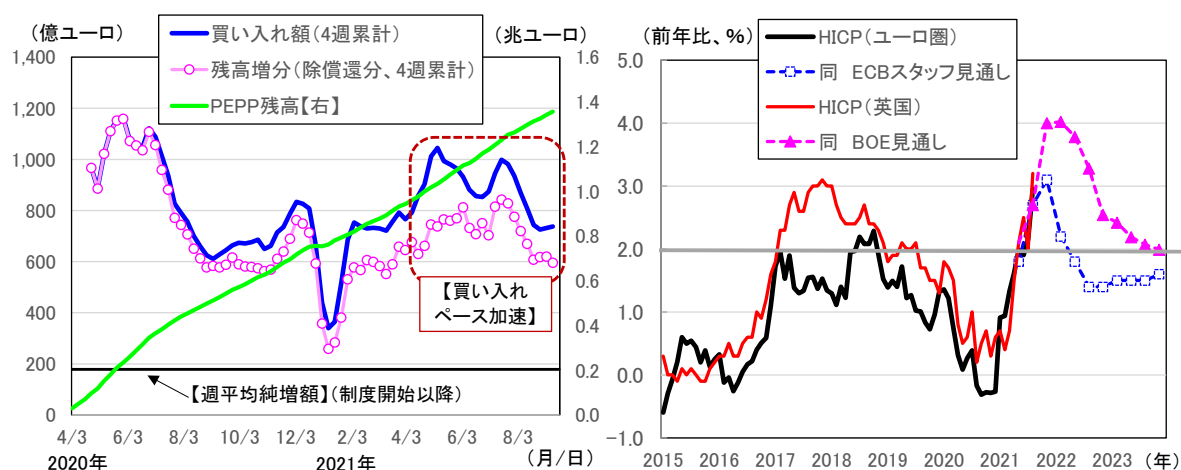 (億ユーロ)
(兆ユーロ)
買い入れ額(4週累計)
残高増分(除償還分、4週累計)
PEPP残高【右】
1,400
1,200
1,000
800
600
400
200
0
1.6
1.4
1.2
1.0
0.8
0.6
0.4
0.2
0.0
【買い入れ
ペース加速】
【週平均純増額】(制度開始以降)
4/3
6/3
8/3
10/3
12/3
2/3
4/3
6/3
8/3
2020年
2021年
(月/日)
(前年比、%)
HICP(ユーロ圏)
同 ECBスタッフ見通し
HICP(英国)
同 BOE見通し
5.0
4.0
3.0
2.0
1.0
0.0
−1.0
2015
2016
2017
2018
2019
2020
2021
2022
2023
(年)